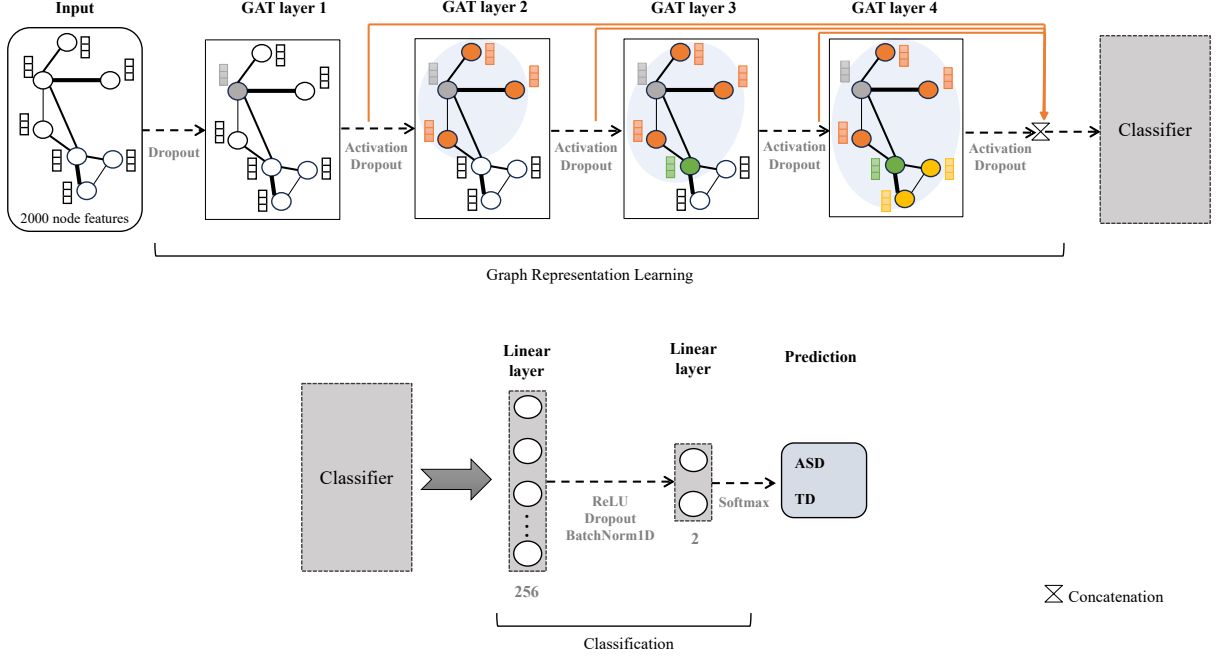 Input
GAT layer 1
GAT layer 2
GAT layer 3
GAT layer 4
2000 node features
Dropout
Activation
Dropout
Activation
Dropout
Activation
Dropout
Activation
Dropout
Classifier
Graph Representation Learning
Classifier
Linear
layer
256
ReLU
Dropout
BatchNorm1D
Linear
layer
2
Softmax
Prediction
ASD
TD
Classification
Concatenation